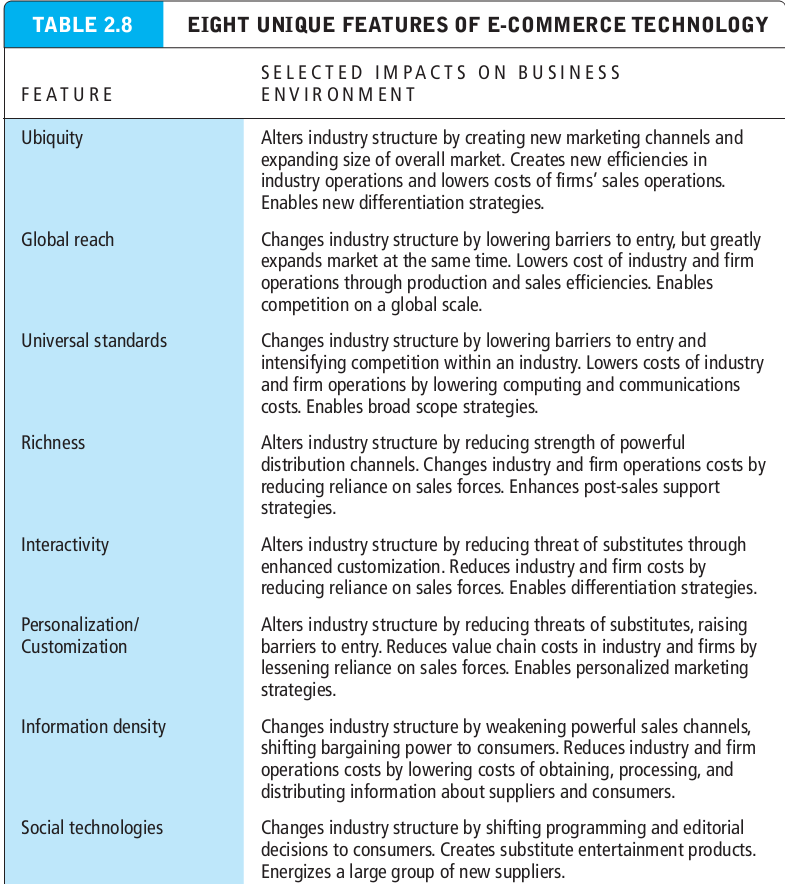 TABLE 2.8 EIGHT UNIQUE FEATURES OF E-COMMERCE TECHNOLOGY
FEATURE
SELECTED IMPACTS ON BUSINESS
ENVIRONMENT
Ubiquity
Alters industry structure by creating new marketing channels and
expanding size of overall market. Creates new efficiencies in
industry operations and lowers costs of firms’ sales operations.
Enables new differentiation strategies.
Global reach
Changes industry structure by lowering barriers to entry, but greatly
expands market at the same time. Lowers cost of industry and firm
operations through production and sales efficiencies. Enables
competition on a global scale.
Universal standards
Changes industry structure by lowering barriers to entry and
intensifying competition within an industry. Lowers costs of industry
and firm operations by lowering computing and communications
costs. Enables broad scope strategies.
Richness
Alters industry structure by reducing strength of powerful
distribution channels. Changes industry and firm operations costs by
reducing reliance on sales forces. Enhances post-sales support
strategies.
Interactivity
Alters industry structure by reducing threat of substitutes through
enhanced customization. Reduces industry and firm costs by
reducing reliance on sales forces. Enables differentiation strategies.
Personalization/
Customization
Alters industry structure by reducing threats of substitutes, raising
barriers to entry. Reduces value chain costs in industry and firms by
lessening reliance on sales forces. Enables personalized marketing
strategies.
Information density
Changes industry structure by weakening powerful sales channels,
shifting bargaining power to consumers. Reduces industry and firm
operations costs by lowering costs of obtaining, processing, and
distributing information about suppliers and consumers.
Social technologies
Changes industry structure by shifting programming and editorial
decisions to consumers. Creates substitute entertainment products.
Energizes a large group of new suppliers.